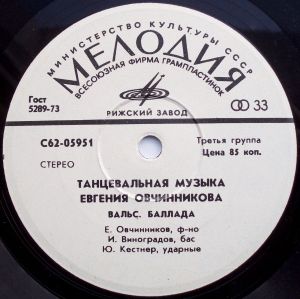 МИНИСТЕРСТВО КУЛЬТУРЫ СССР
МЕЛОДИЯ
ВСЕСОЮЗНАЯ ФИРМА ГРАМПЛАСТИНОК
Гост
5289-73
33
РИЖСКИЙ ЗАВОД
С62-05951
Третья группа
Цена 85 коп.
СТЕРЕО
ТАНЦЕВАЛЬНАЯ МУЗЫКА
ЕВГЕНИЯ ОВЧИННИКОВА
ВАЛЬС. БАЛЛАДА
Е. Овчинников, ф-но
И. Виноградов, бас
Ю. Кестнер, ударные